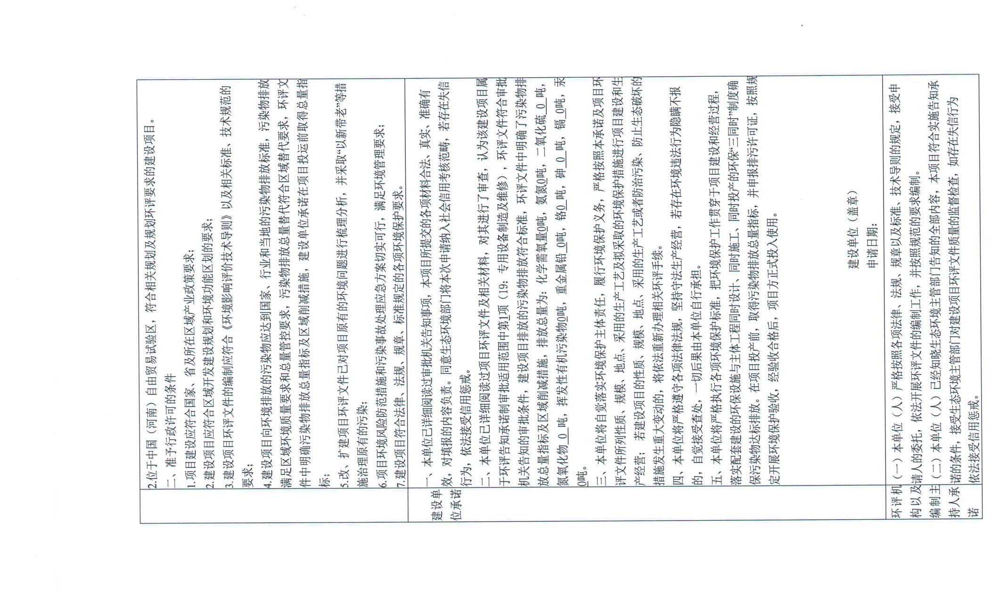 2.位于中国（河南）自由贸易试验区，符合相关规划及规划环评要求的建设项目。
二、准予行政许可的条件
1.项目建设应符合国家、省及所在区域产业政策要求；
2.建设项目应符合区域开发建设规划和环境功能区划的要求；
3.建设项目环评文件的编制应符合《环境影响评价技术导则》以及相关标准、技术规范的
要求；
4.建设项目向环境排放的污染物应达到国家、行业和当地的污染物排放标准，污染物排放
满足区域环境质量要求和总量管控要求，污染物排放总量替代符合区域替代要求，环评文
件中明确污染物排放总量指标及区域削减措施，建设单位承诺在项目投运前取得总量指
标；
5.改、扩建项目环评文件已对项目原有的环境问题进行梳理分析，并采取“以新带老”等措
施治理原有的污染；
6.项目环境风险防范措施和污染事故处理应急方案切实可行，满足环境管理要求；
7.建设项目符合法律、法规、规章、标准规定的各项环境保护要求。
建设单
位承诺
一、本单位已详细阅读过审批机关告知事项，本项目所提交的各项材料合法、真实、准确有
效，对填报的内容负责。同意生态环境部门将本次申请纳入社会信用考核范畴，若存在失信
行为，依法接受信用惩戒。
二、本单位已详细阅读过项目环评文件及相关材料，对其进行了审查，认为该建设项目属
于环评告知承诺制审批适用范围中第1项（19：专用设备制造及维修），环评文件符合审批
机关告知的审批条件，建设项目排放的污染物排放符合标准，环评文件中明确了污染物排
放总量指标及区域削减措施，排放总量为：化学需氧量0吨，氨氮0吨，二氧化硫 0 吨，
氮氧化物 0 吨，挥发性有机污染物0吨，重金属铅 0吨，铬0 吨，砷 0 吨，镉 0吨，汞
0吨。
三、本单位将自觉落实环境保护主体责任，履行环境保护义务，严格按照本承诺及项目环
评文件所列性质、规模、地点、采用的生产工艺及拟采取的环境保护措施进行项目建设和生
产经营；若建设项目的性质、规模、地点、采用的生产工艺或者防治污染、防止生态破坏的
措施发生重大变动的，将依法重新办理相关环评手续。
四、本单位将严格遵守各项法律法规，坚持守法生产经营，若存在环境违法行为隐瞒不报
的，自觉接受查处，一切后果由本单位自行承担。
五、本单位将严格执行各项环境保护标准，把环境保护工作贯穿于项目建设和经营过程，
落实配套建设的环保设施与主体工程同时设计、同时施工、同时投产的环保“三同时”制度确
保污染物达标排放。在项目投产前，取得污染物排放总量指标，并申报排污许可证，按照规
定开展环境保护验收，经验收合格后，项目方正式投入使用。
建设单位（盖章）
申请日期：
环评机
构以及
编制主
持人承
诺
（一）本单位（人）严格按照各项法律、法规、规章以及标准、技术导则的规定，接受申
请人的委托，依法开展环评文件的编制工作，并按照规范的要求编制。
（二）本单位（人）已经知晓生态环境主管部门告知的全部内容，本项目符合实施告知承
诺的条件，接受生态环境主管部门对建设项目环评文件质量的监督检查，如存在失信行为
依法接受信用惩戒。